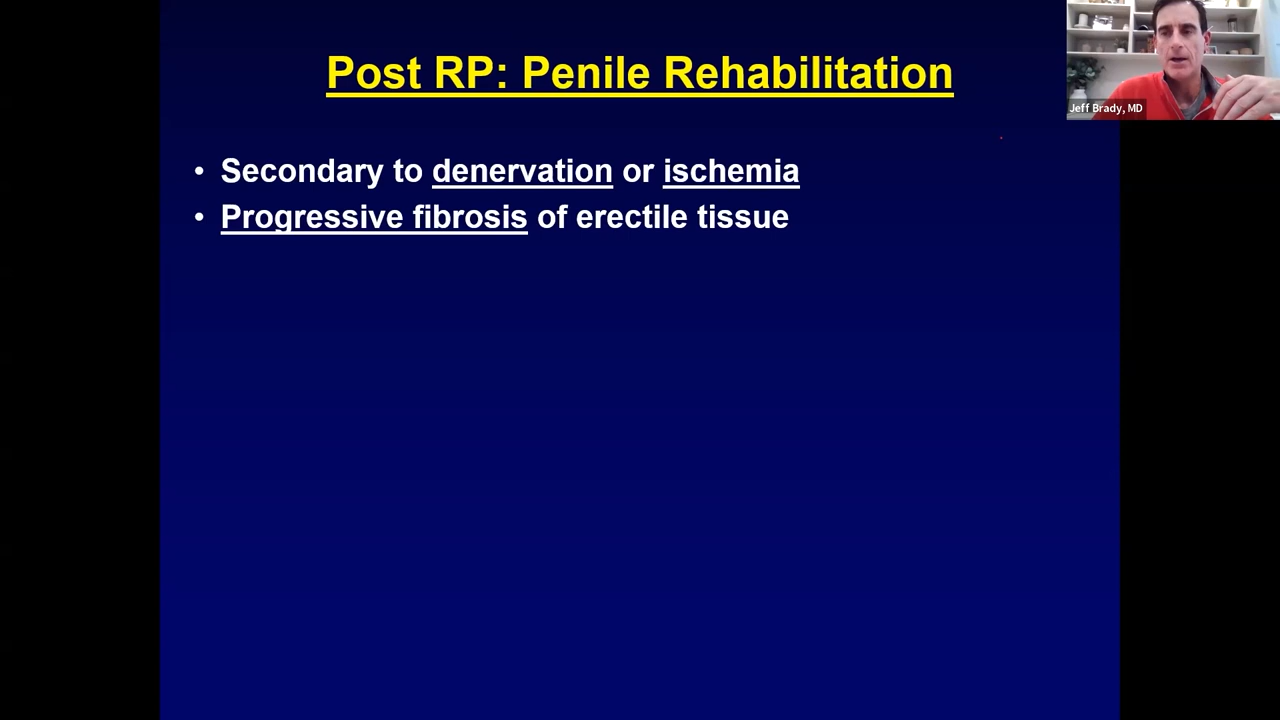 Post RP: Penile Rehabilitation
Jeff Brady, MD
• Secondary to denervation or ischemia
• Progressive fibrosis of erectile tissue